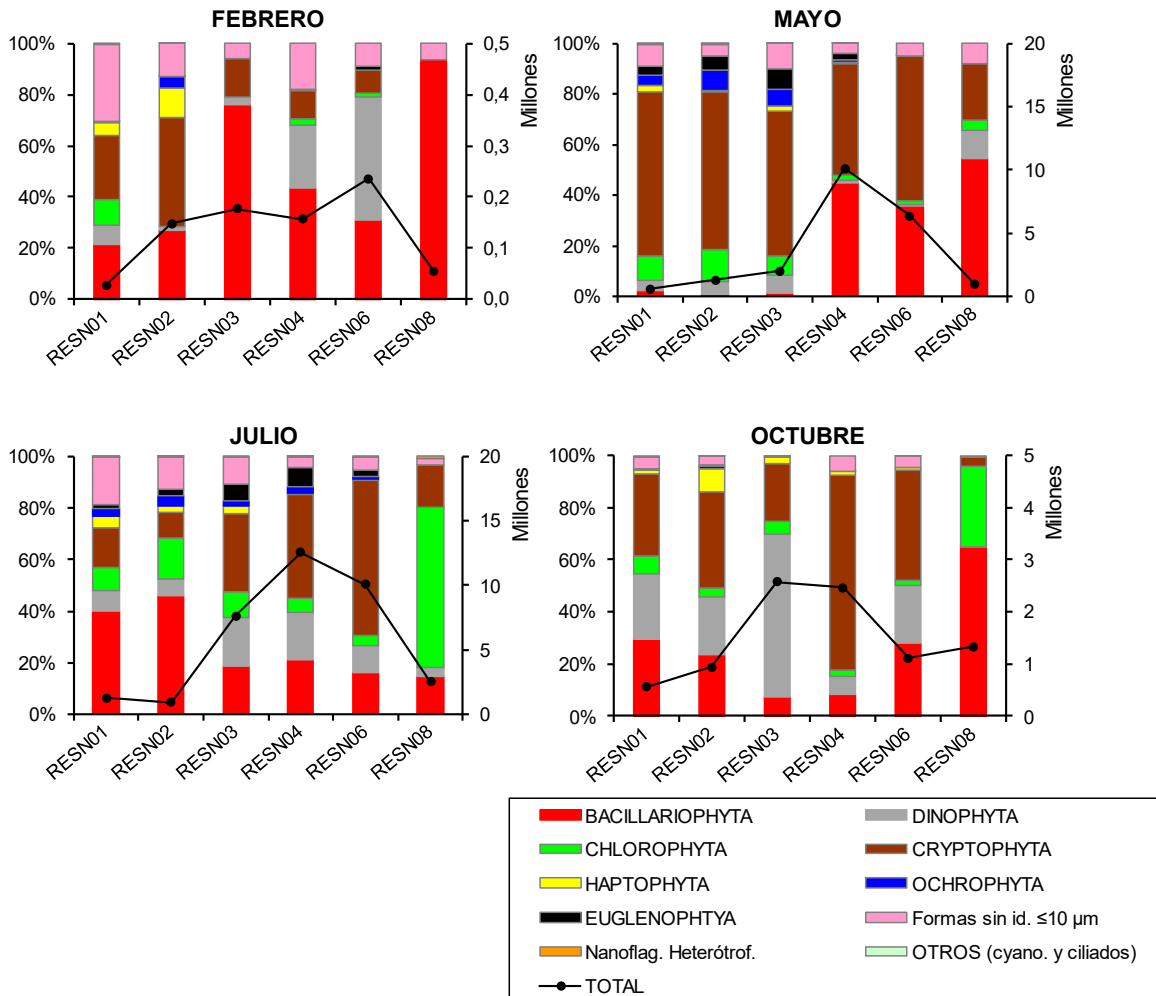 FEBRERO
100%
80%
60%
40%
20%
0%
0,5
0,4
0,3
0,2
0,1
0,0
Millones
RESN01
RESN02
RESN03
RESN04
RESN06
RESN08
MAYO
100%
80%
60%
40%
20%
0%
20
15
10
5
0
Millones
RESN01
RESN02
RESN03
RESN04
RESN06
RESN08
JULIO
100%
80%
60%
40%
20%
0%
20
15
10
5
0
Millones
RESN01
RESN02
RESN03
RESN04
RESN06
RESN08
OCTUBRE
100%
80%
60%
40%
20%
0%
5
4
3
2
1
0
Millones
RESN01
RESN02
RESN03
RESN04
RESN06
RESN08
BACILLARIOPHYTA
DINOPHYTA
CHLOROPHYTA
CRYPTOPHYTA
HAPTOPHYTA
OCHROPHYTA
EUGLENOPHTYA
Formas sin id. ≤10 µm
Nanoflag. Heterótrof.
OTROS (cyano. y ciliados)
TOTAL